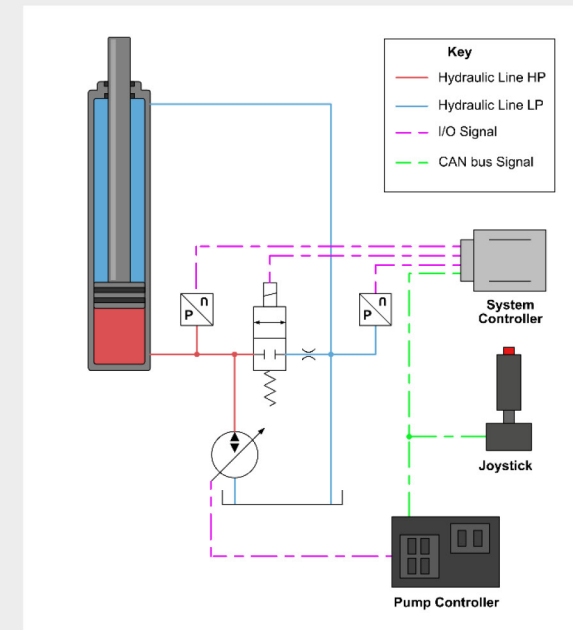 Key
Hydraulic Line HP
Hydraulic Line LP
I/O Signal
CAN bus Signal
P n
P n
System
Controller
Joystick
Pump Controller